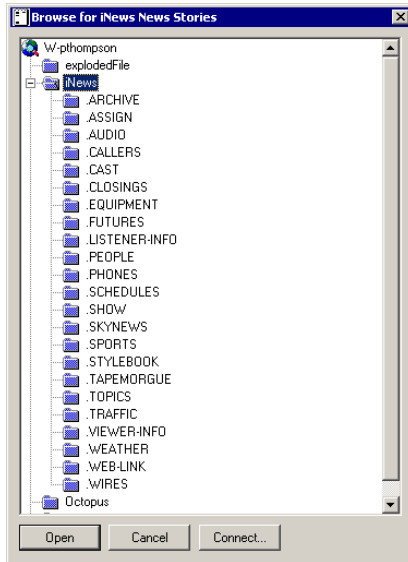 Browse for iNews News Stories
W-pthompson
explodedFile
iNews
.ARCHIVE
.ASSIGN
.AUDIO
.CALLERS
.CAST
.CLOSINGS
.EQUIPMENT
.FUTURES
.LISTENER-INFO
.PEOPLE
.PHONES
.SCHEDULES
.SHOW
.SKYNEWS
.SPORTS
.STYLEBOOK
.TAPEMORGUE
.TOPICS
.TRAFFIC
.VIEWER-INFO
.WEATHER
.WEB-LINK
.WIRES
Octopus
Open Cancel Connect...